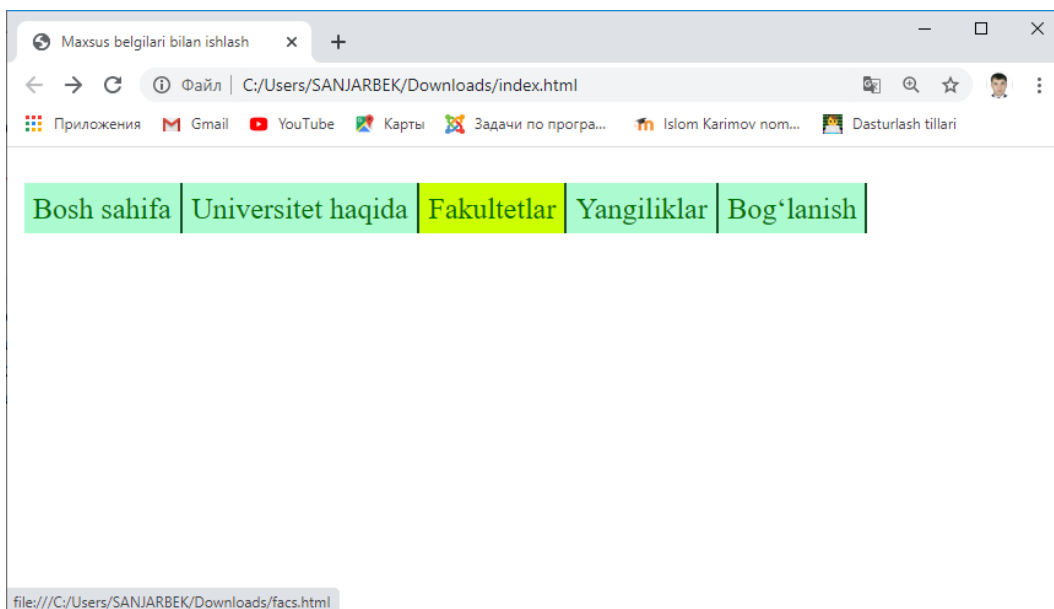 Maxsus belgilari bilan ishlash
Файл | C:/Users/SANJARBEK/Downloads/index.html
Приложения Gmail YouTube Карты Задачи по програ... Islom Karimov nom... Dasturlash tillari
Bosh sahifa Universitet haqida Fakultetlar Yangiliklar Bog‘lanish
file:///C:/Users/SANJARBEK/Downloads/facs.html